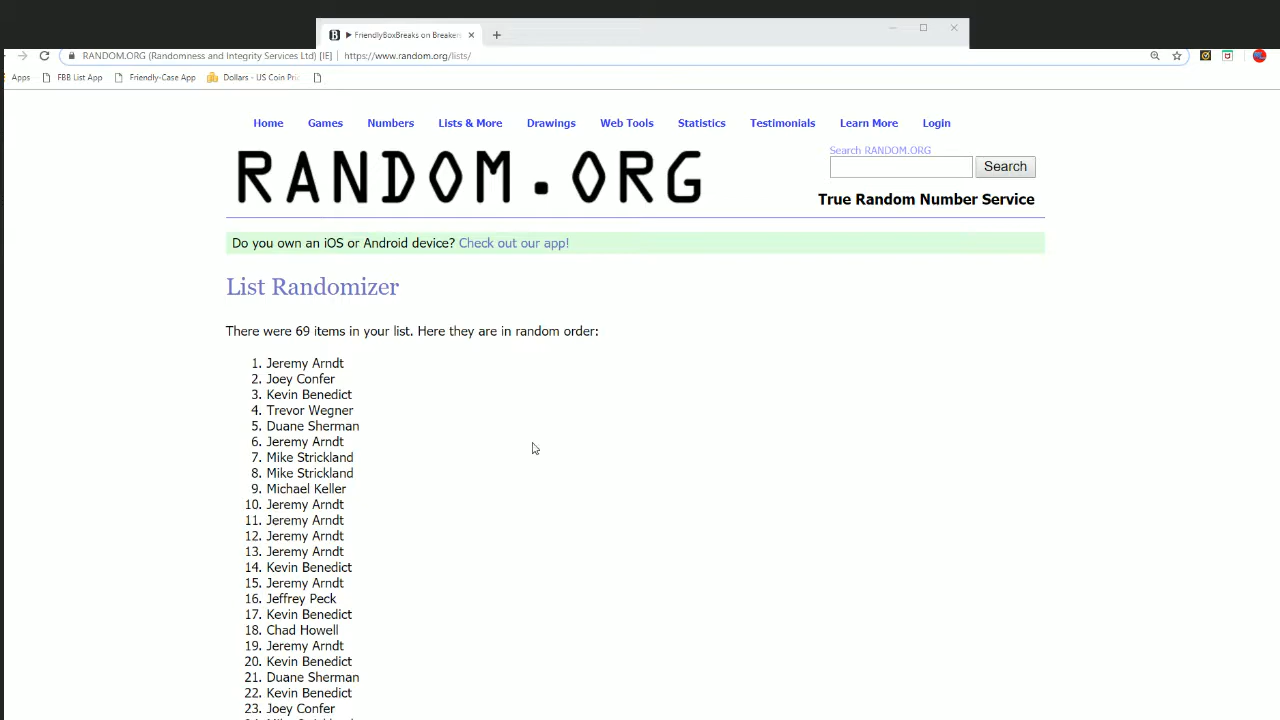 FriendlyBoxBreaks on Breaker
RANDOM.ORG (Randomness and Integrity Services Ltd) [IE] | https://www.random.org/lists/
Apps FBB List App Friendly-Case App Dollars - US Coin Pric
Home Games Numbers Lists & More Drawings Web Tools Statistics Testimonials Learn More Login
Search RANDOM.ORG
RANDOM.ORG
Search
True Random Number Service
Do you own an iOS or Android device? Check out our app!
List Randomizer
There were 69 items in your list. Here they are in random order:
1. Jeremy Arndt
2. Joey Confer
3. Kevin Benedict
4. Trevor Wegner
5. Duane Sherman
6. Jeremy Arndt
7. Mike Strickland
8. Mike Strickland
9. Michael Keller
10. Jeremy Arndt
11. Jeremy Arndt
12. Jeremy Arndt
13. Jeremy Arndt
14. Kevin Benedict
15. Jeremy Arndt
16. Jeffrey Peck
17. Kevin Benedict
18. Chad Howell
19. Jeremy Arndt
20. Kevin Benedict
21. Duane Sherman
22. Kevin Benedict
23. Joey Confer